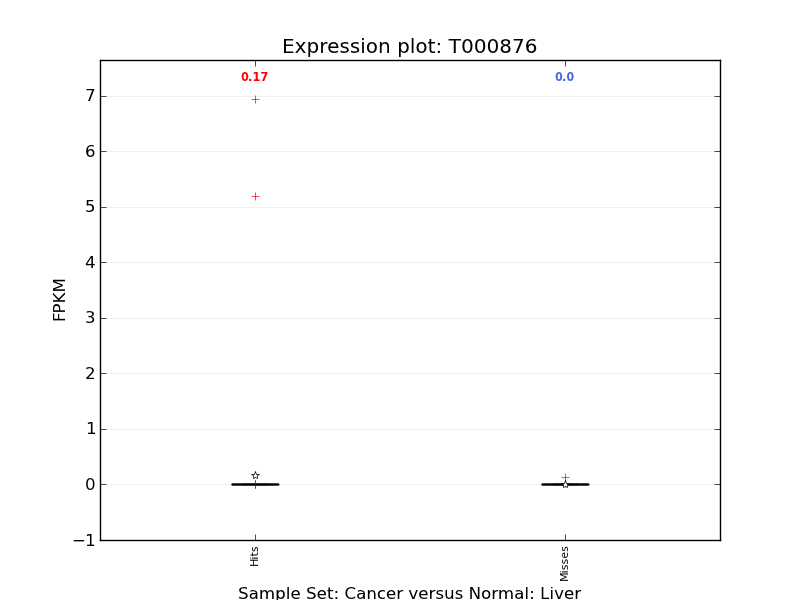 Expression plot: T000876
0.17
0.0
7
6
5
4
3
2
1
0
−1
FPKM
Hits
Misses
Sample Set: Cancer versus Normal: Liver